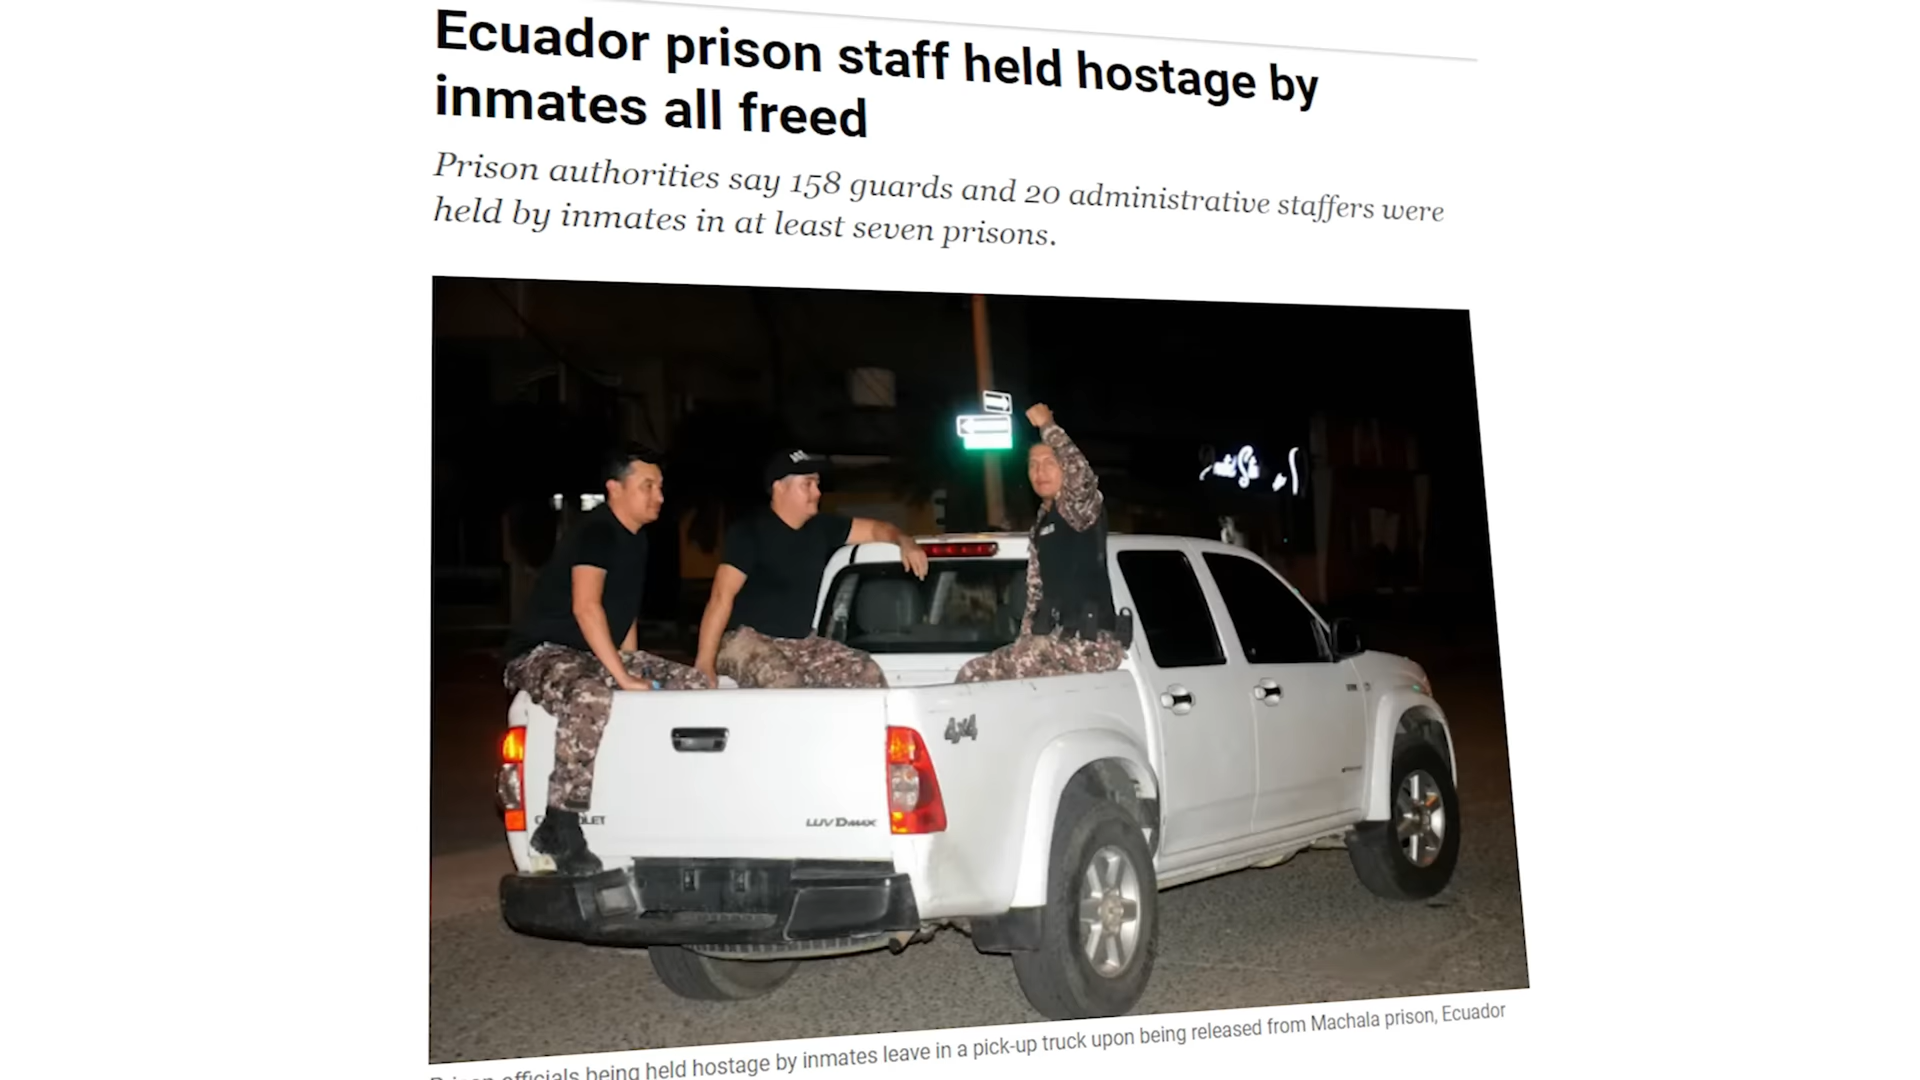 Ecuador prison staff held hostage by
inmates all freed
Prison authorities say 158 guards and 20 administrative staffers were
held by inmates in at least seven prisons.
4x4
LUV D-MAX
officials being held hostage by inmates leave in a pick-up truck upon being released from Machala prison, Ecuador